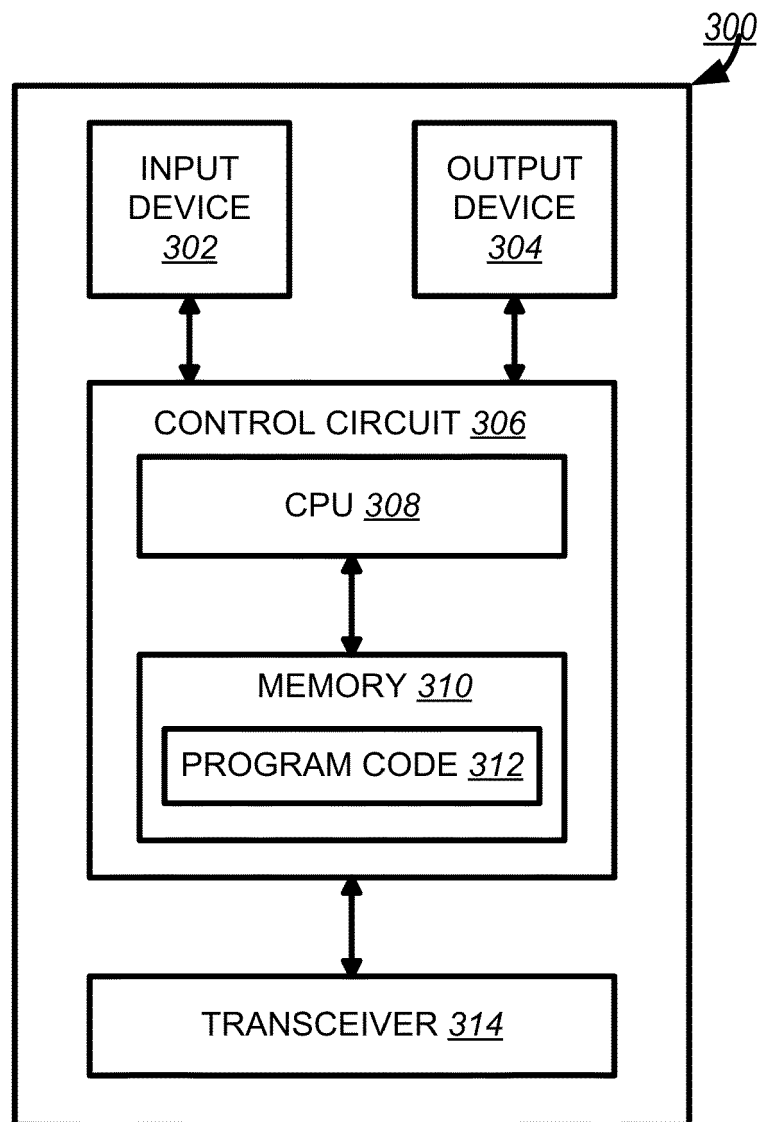 300
INPUT
DEVICE
302
OUTPUT
DEVICE
304
CONTROL CIRCUIT 306
CPU 308
MEMORY 310
PROGRAM CODE 312
TRANSCEIVER 314